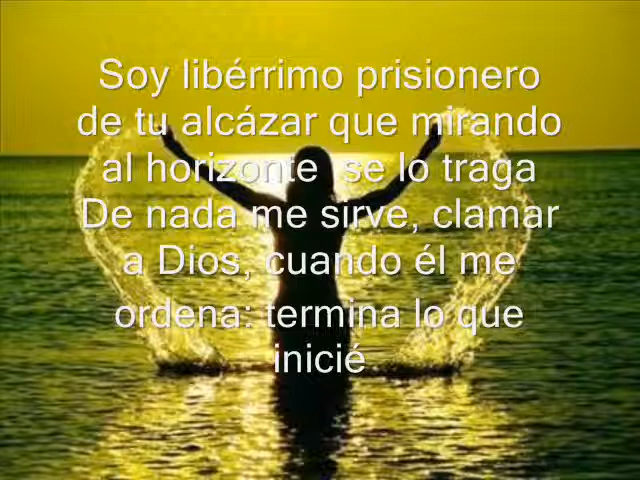 Soy libérrimo prisionero
de tu alcázar que mirando
al horizonte  se lo traga
De nada me sirve, clamar
a Dios, cuando él me
ordena: termina lo que
inicié